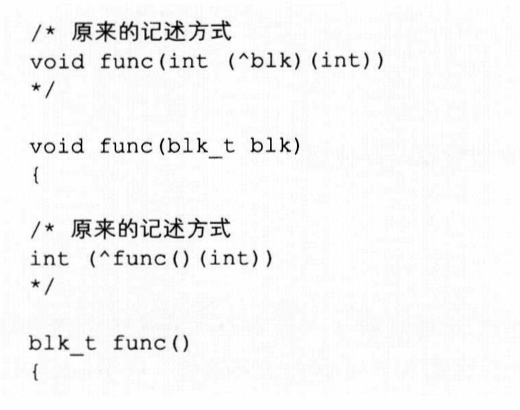 /* 原来的记述方式
void func(int (^blk)(int))
*/
void func(blk_t blk)
{
/* 原来的记述方式
int (^func()(int))
*/
blk_t func()
{